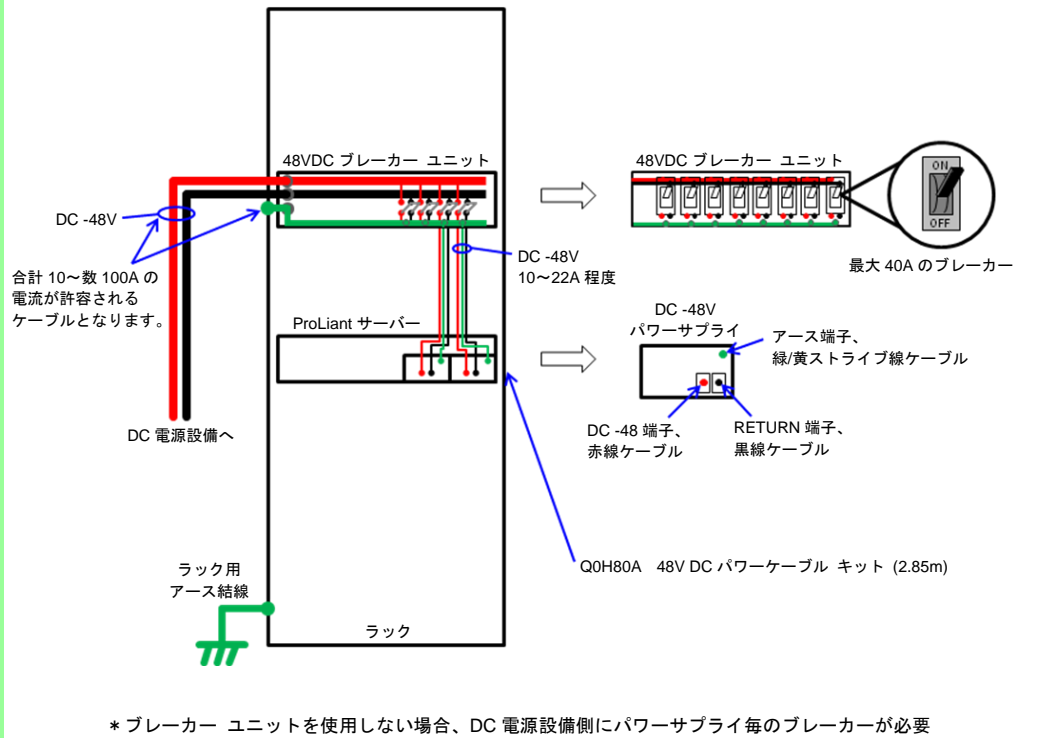 48VDC ブレーカー ユニット
48VDC ブレーカー ユニット
ON
OFF
DC -48V
DC -48V
10～22A 程度
最大 40A のブレーカー
合計 10～数 100A の
電流が許容される
ケーブルとなります。
ProLiant サーバー
DC -48V
パワーサプライ
アース端子、
緑/黄ストライプ線ケーブル
DC -48 端子、
赤線ケーブル
RETURN 端子、
黒線ケーブル
DC 電源設備へ
Q0H80A 48V DC パワーケーブル キット (2.85m)
ラック用
アース結線
ラック
* ブレーカー ユニットを使用しない場合、DC 電源設備側にパワーサプライ毎のブレーカーが必要